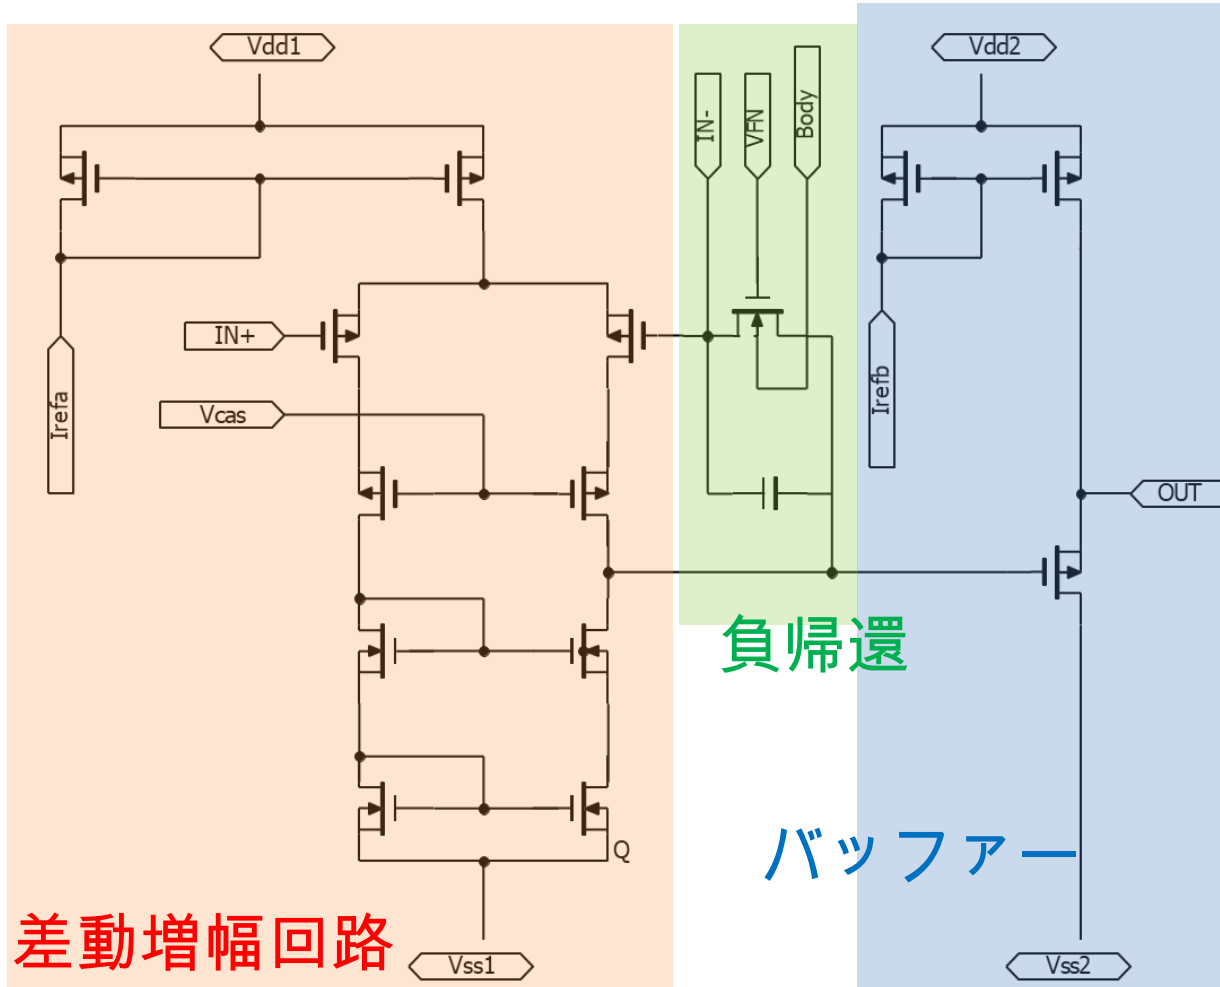 Vdd1
Vdd2
IN-
VFN
Body
IN+
Irefa
Vcas
Irefb
OUT
負帰還
バッファー
Q
差動増幅回路
Vss1
Vss2